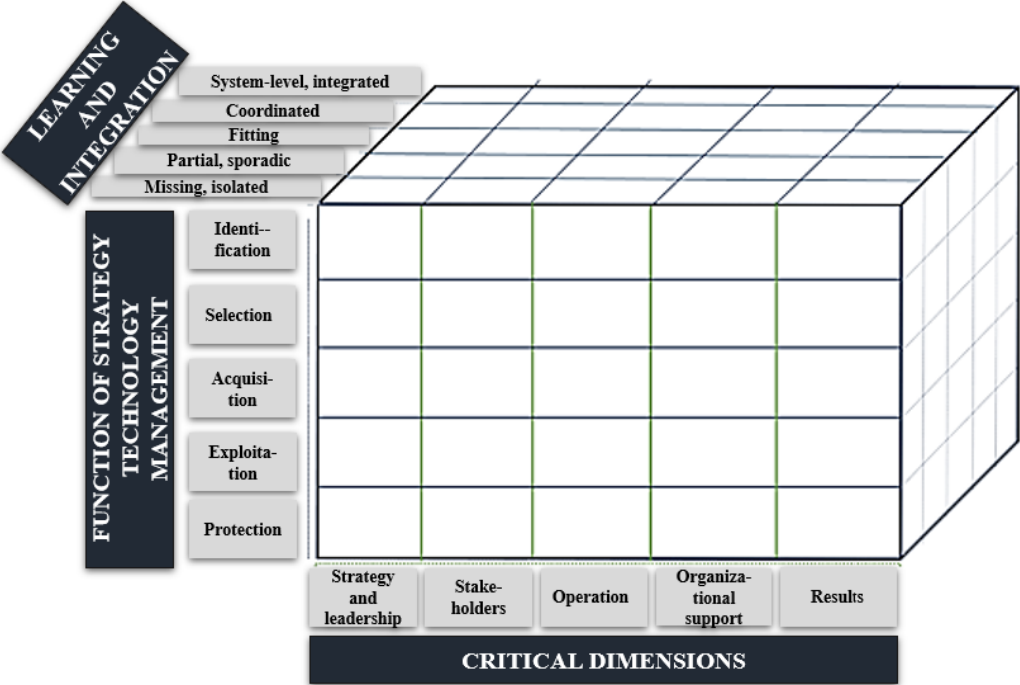 LEARNING
AND
INTEGRATION
System-level, integrated
Coordinated
Fitting
Partial, sporadic
Missing, isolated
FUNCTION OF STRATEGY
TECHNOLOGY
MANAGEMENT
Identi--
fication
Selection
Acquisi-
tion
Exploita-
tion
Protection
Strategy
and
leadership
Stake-
holders
Operation
Organiza-
tional
support
Results
CRITICAL DIMENSIONS